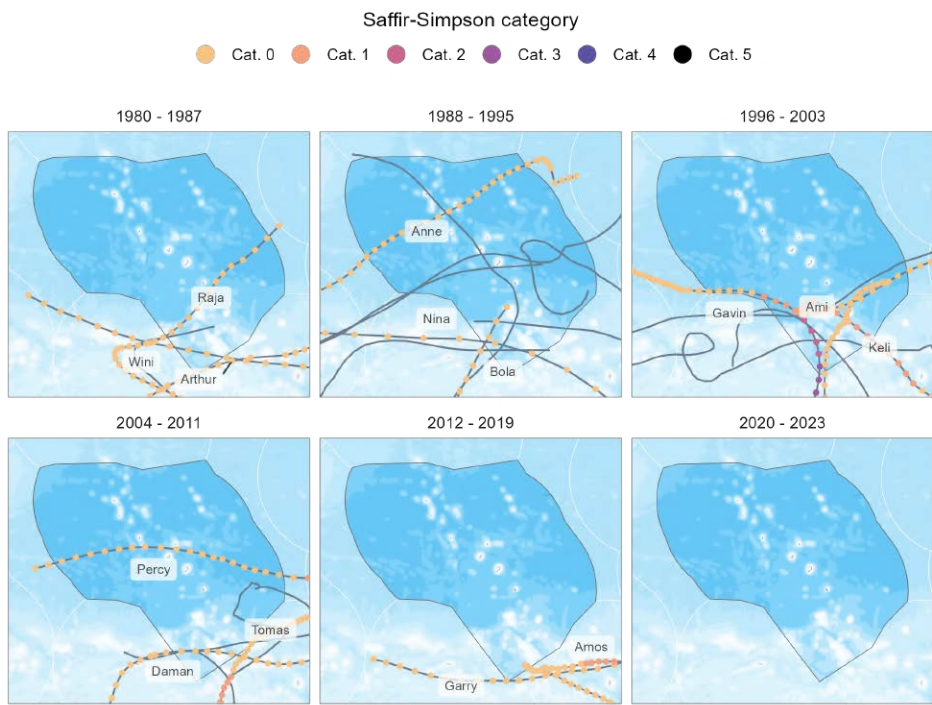 Saffir-Simpson category
Cat. 0 Cat. 1 Cat. 2 Cat. 3 Cat. 4 Cat. 5
1980 - 1987 1988 - 1995 1996 - 2003
Raja
Wini
Arthur
Anne
Nina
Bola
Gavin
Ami
Keli
2004 - 2011 2012 - 2019 2020 - 2023
Percy
Tomas
Daman
Amos
Garry